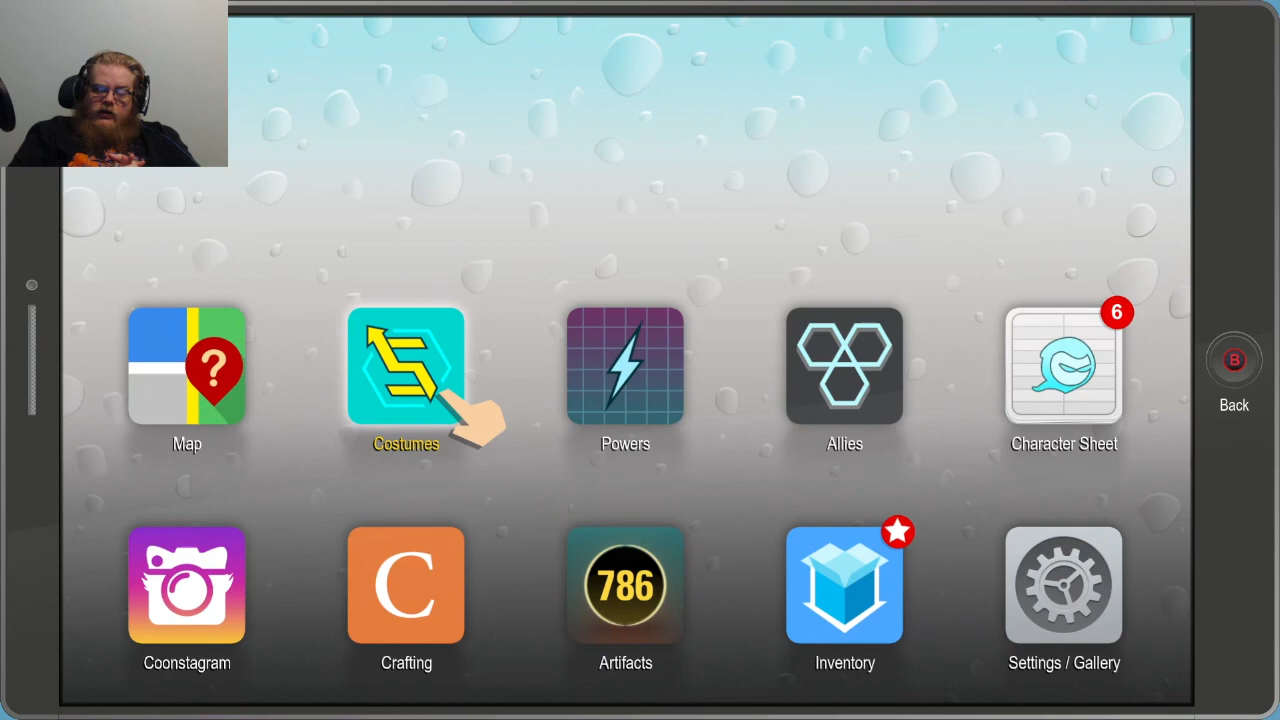 6
Map
Costumes
Powers
Allies
Character Sheet
B
Back
C
786
Coonstagram
Crafting
Artifacts
Inventory
Settings / Gallery